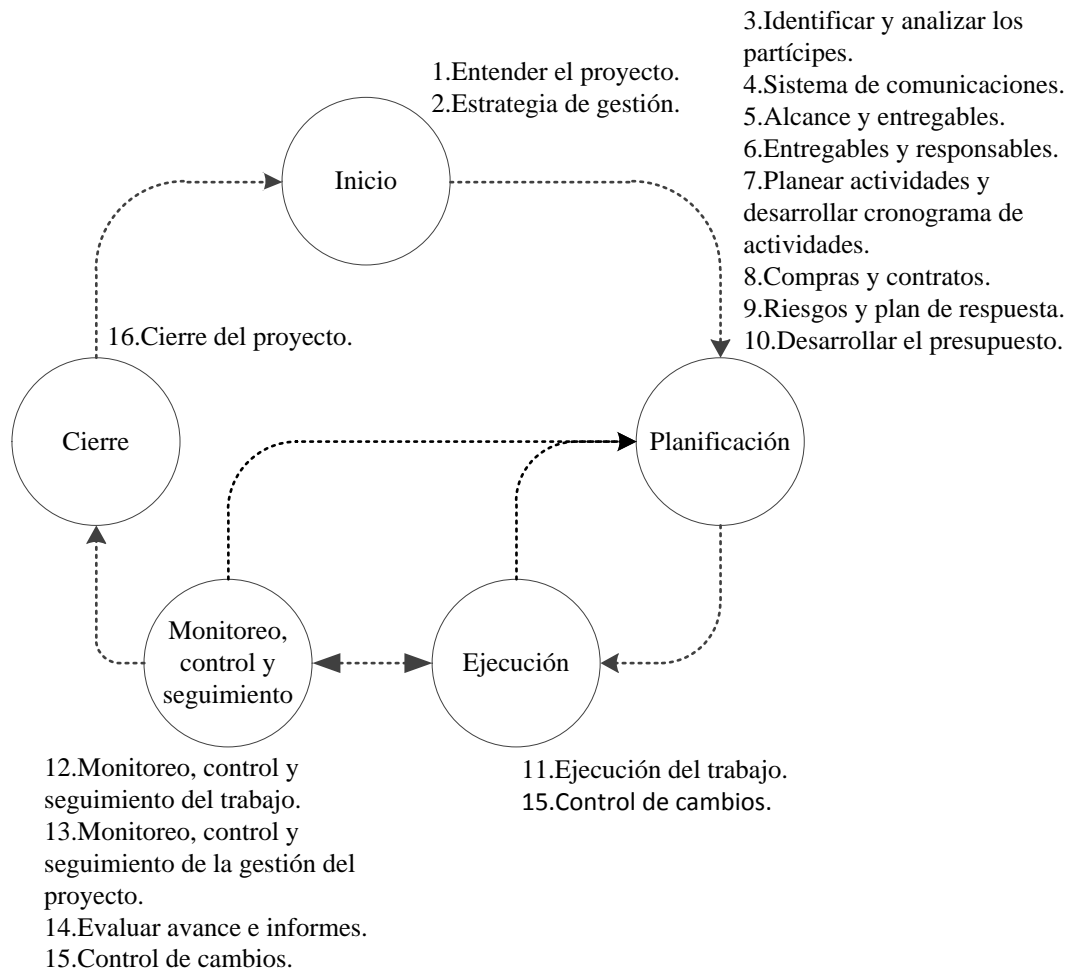 3.Identificar y analizar los
partícipes.
4.Sistema de comunicaciones.
5.Alcance y entregables.
6.Entregables y responsables.
7.Planear actividades y
desarrollar cronograma de
actividades.
8.Compras y contratos.
9.Riesgos y plan de respuesta.
10.Desarrollar el presupuesto.
1.Entender el proyecto.
2.Estrategia de gestión.
Inicio
16.Cierre del proyecto.
Cierre
Planificación
Monitoreo,
control y
seguimiento
Ejecución
12.Monitoreo, control y
seguimiento del trabajo.
13.Monitoreo, control y
seguimiento de la gestión del
proyecto.
14.Evaluar avance e informes.
15.Control de cambios.
11.Ejecución del trabajo.
15.Control de cambios.